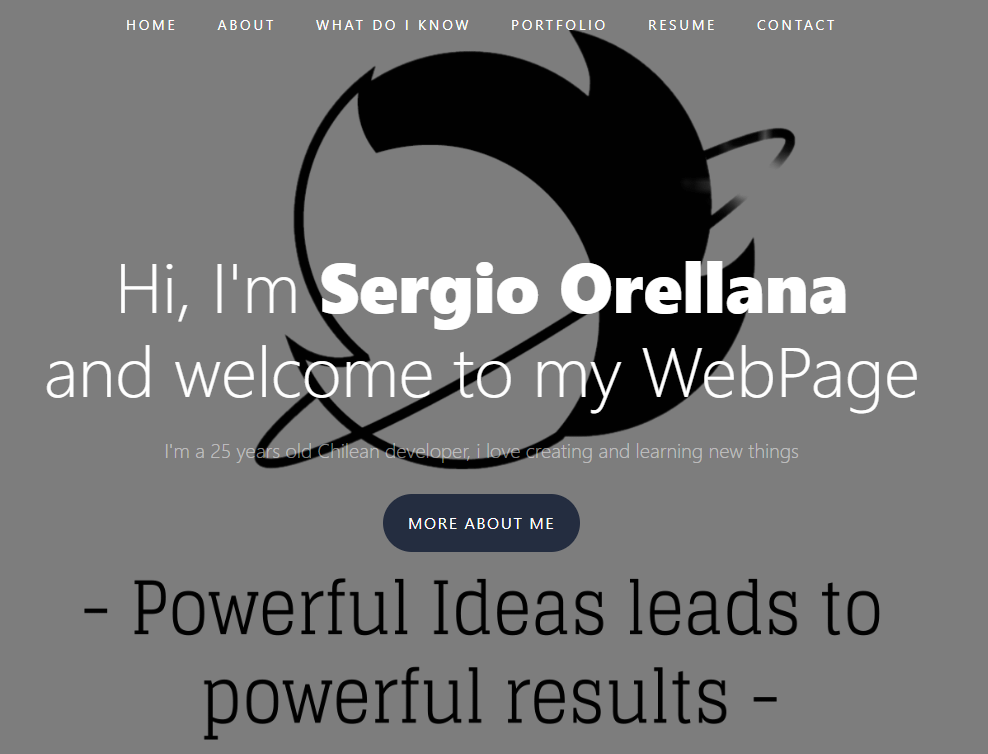 HOME ABOUT WHAT DO I KNOW PORTFOLIO RESUME CONTACT
Hi, I'm Sergio Orellana
and welcome to my WebPage
I'm a 25 years old Chilean developer, i love creating and learning new things
MORE ABOUT ME
- Powerful Ideas leads to
powerful results -